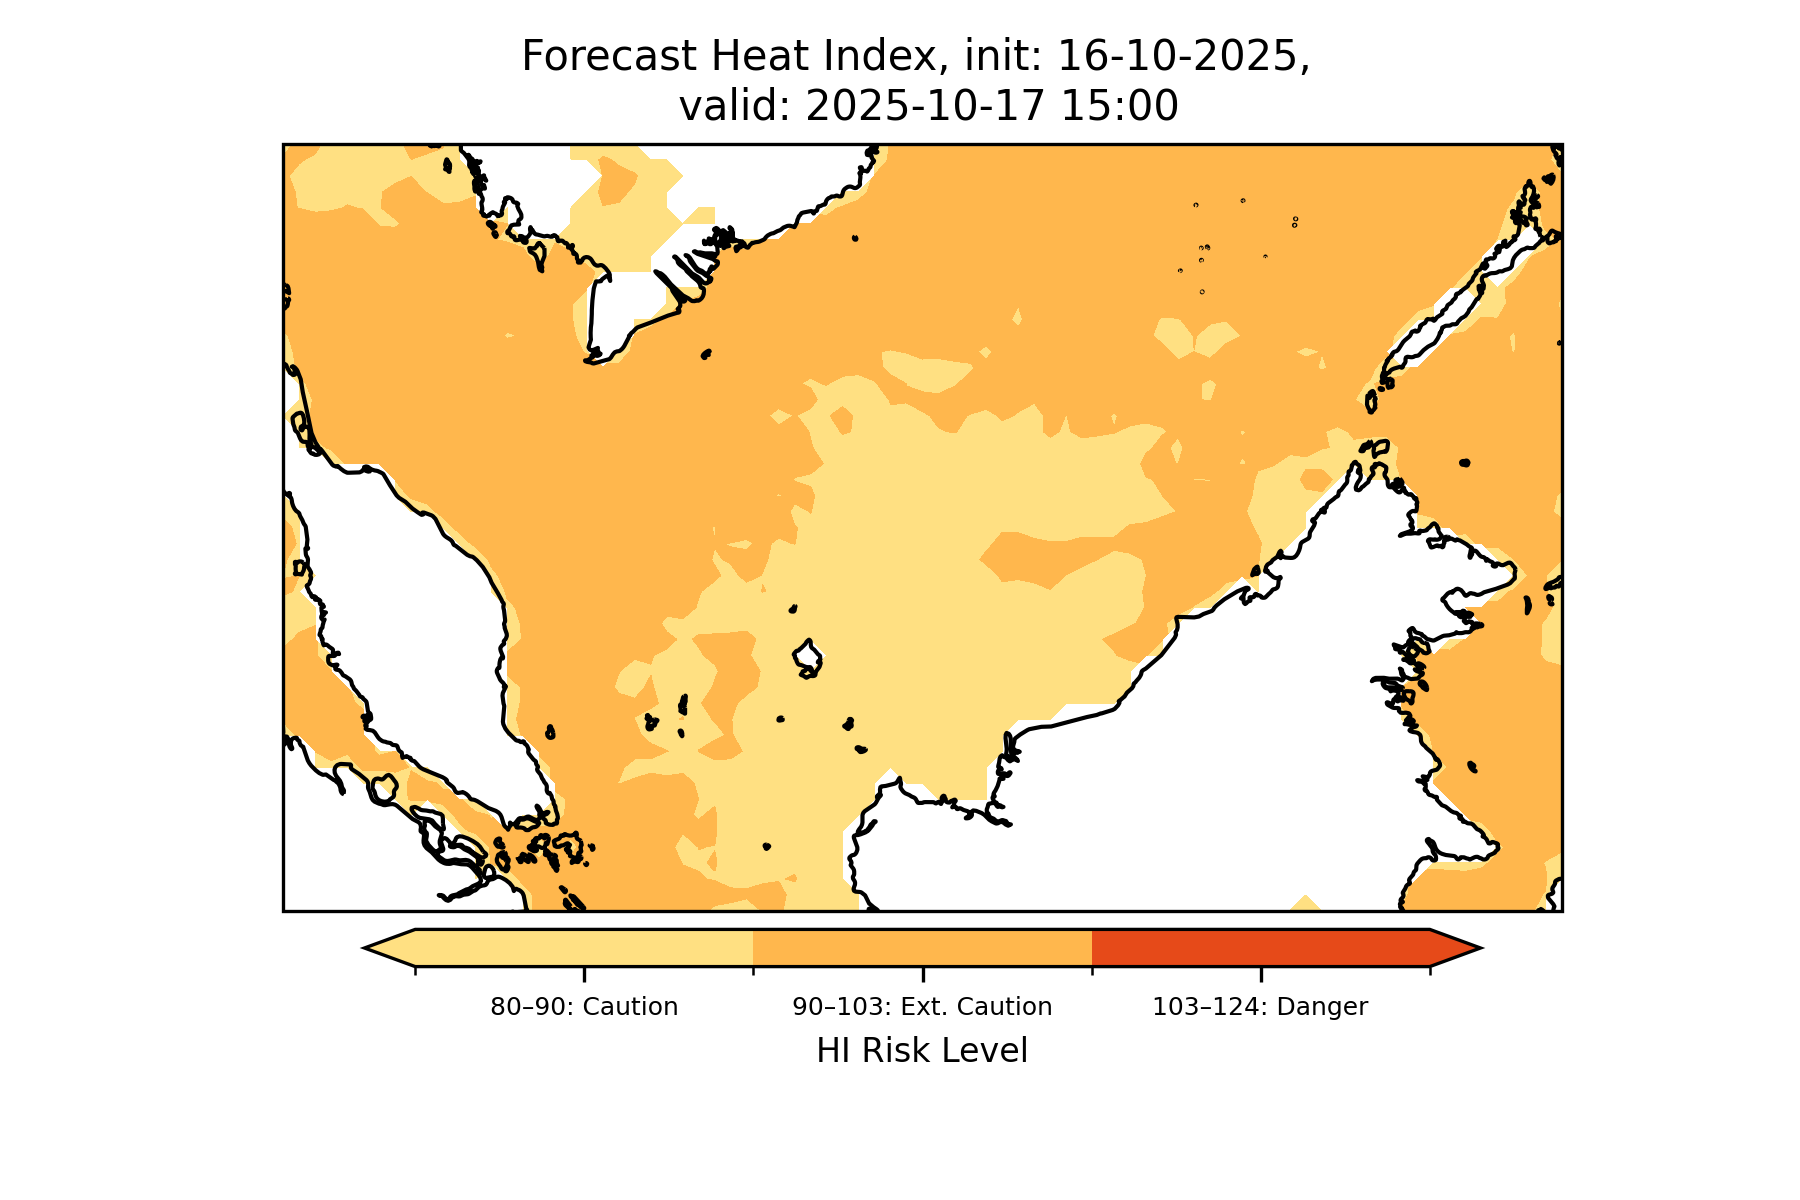 Forecast Heat Index, init: 16-10-2025,
valid: 2025-10-17 15:00
80–90: Caution
90–103: Ext. Caution
103–124: Danger
HI Risk Level